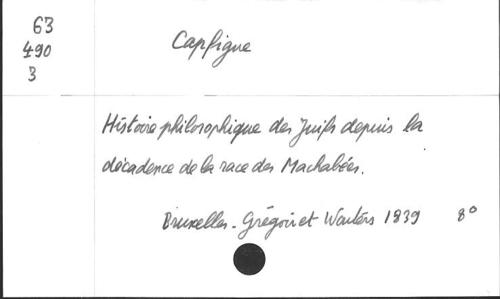 63
490
3
Capfigue
Histoire philosophique des Juifs depuis la
décadence de la race des Machabées.
Bruxelles - Grégoir et Wouters 1839 8°